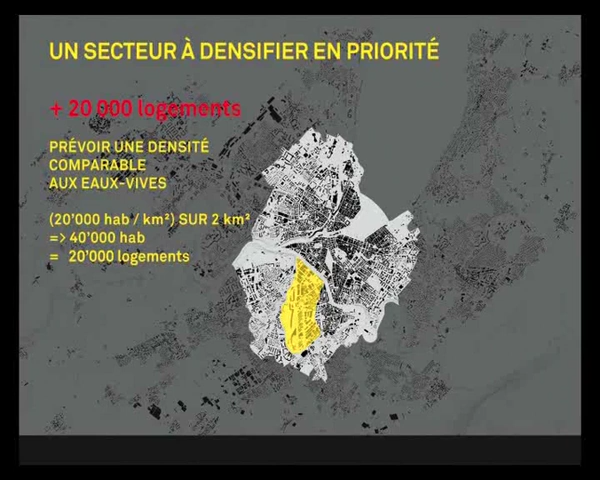 UN SECTEUR À DENSIFIER EN PRIORITÉ
+ 20 000 logements
PRÉVOIR UNE DENSITÉ
COMPARABLE
AUX EAUX-VIVES
(20'000 hab / km²) SUR 2 km²
=> 40'000 hab
= 20'000 logements